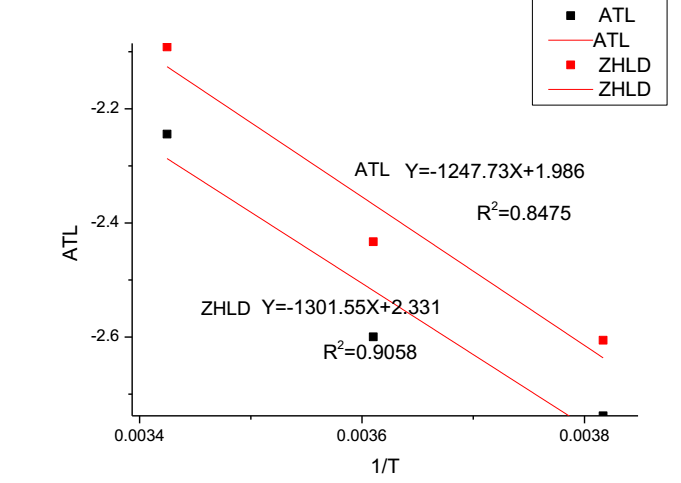 ATL
ATL
ZHLD
ZHLD
-2.2
-2.4
-2.6
ATL
ATL Y=-1247.73X+1.986
R²=0.8475
ZHLD Y=-1301.55X+2.331
R²=0.9058
0.0034 0.0036 0.0038
1/T